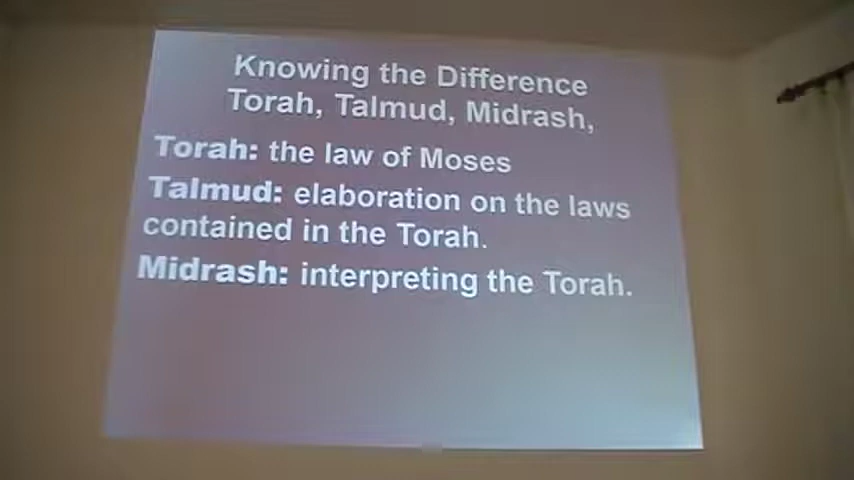 Knowing the Difference
Torah, Talmud, Midrash,
Torah: the law of Moses
Talmud: elaboration on the laws
contained in the Torah.
Midrash: interpreting the Torah.